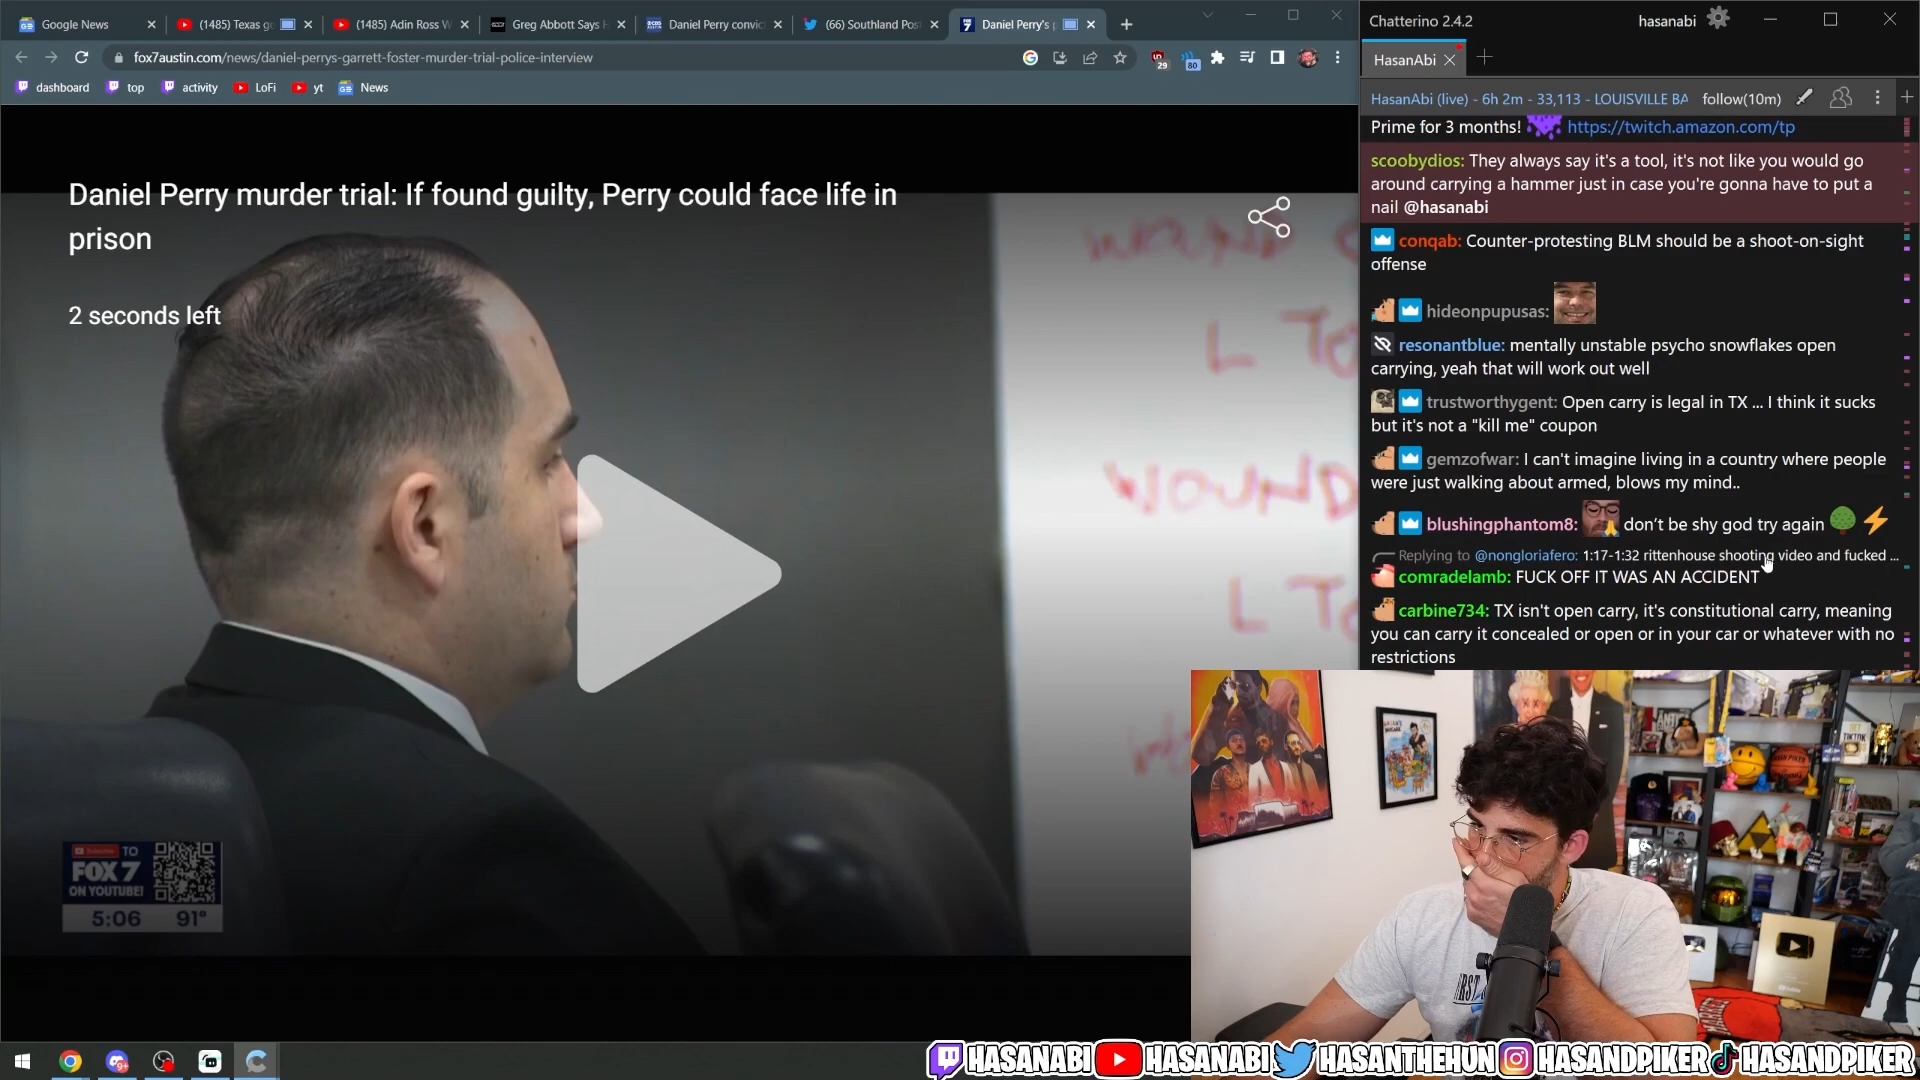 Google News
(1485) Texas go
(1485) Adin Ross W
Greg Abbott Says H
Daniel Perry convic
(66) Southland Pos
Daniel Perry's p
fox7austin.com/news/daniel-perrys-garrett-foster-murder-trial-police-interview
29
80
dashboard
top
activity
LoFi
yt
News
Daniel Perry murder trial: If found guilty, Perry could face life in
prison
2 seconds left
WOUND
L TO
WOUND
L TO
TO
FOX 7
ON YOUTUBE!
5:06 91°
Chatterino 2.4.2
hasanabi
HasanAbi
HasanAbi (live) - 6h 2m - 33,113 - LOUISVILLE BA
follow(10m)
Prime for 3 months! https://twitch.amazon.com/tp
scoobydios: They always say it's a tool, it's not like you would go
around carrying a hammer just in case you're gonna have to put a
nail @hasanabi
conqab: Counter-protesting BLM should be a shoot-on-sight
offense
hideonpupusas:
resonantblue: mentally unstable psycho snowflakes open
carrying, yeah that will work out well
trustworthygent: Open carry is legal in TX ... I think it sucks
but it's not a "kill me" coupon
gemzofwar: I can't imagine living in a country where people
were just walking about armed, blows my mind..
blushingphantom8: don't be shy god try again
Replying to @nongloriafero: 1:17-1:32 rittenhouse shooting video and fucked ...
comradelamb: FUCK OFF IT WAS AN ACCIDENT
carbine734: TX isn't open carry, it's constitutional carry, meaning
you can carry it concealed or open or in your car or whatever with no
restrictions
HASANABI HASANABI HASANTHEHUN HASANDPIKER HASANDPIKER